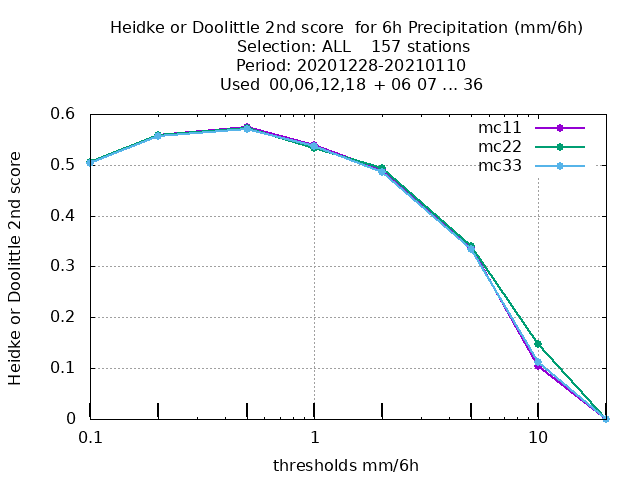 Heidke or Doolittle 2nd score  for 6h Precipitation (mm/6h)
Selection: ALL    157 stations
Period: 20201228-20210110
Used 00,06,12,18 + 06 07 ... 36
mc11
mc22
mc33
Heidke or Doolittle 2nd score
0.6
0.5
0.4
0.3
0.2
0.1
0
0.1
1
10
thresholds mm/6h